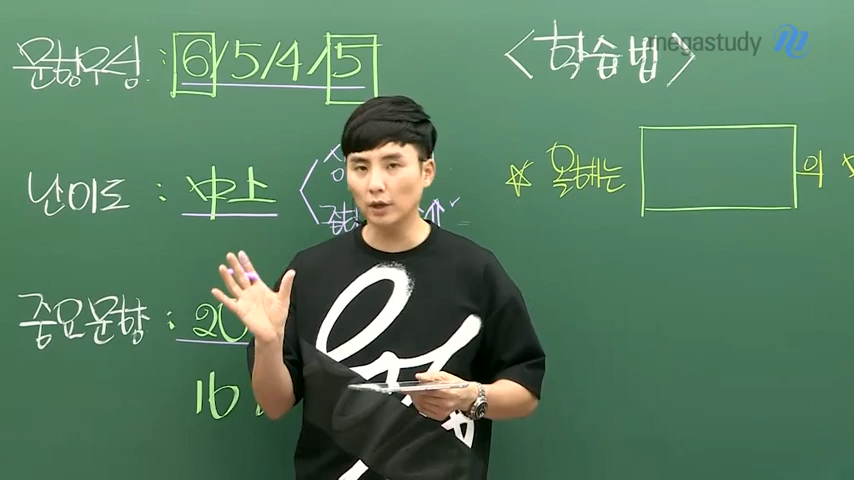 문항구성 : 6/5/4/5
난이도 : 中上
중요문항 : 20
16
<학습법>
megastudy
☆ 올해는 의